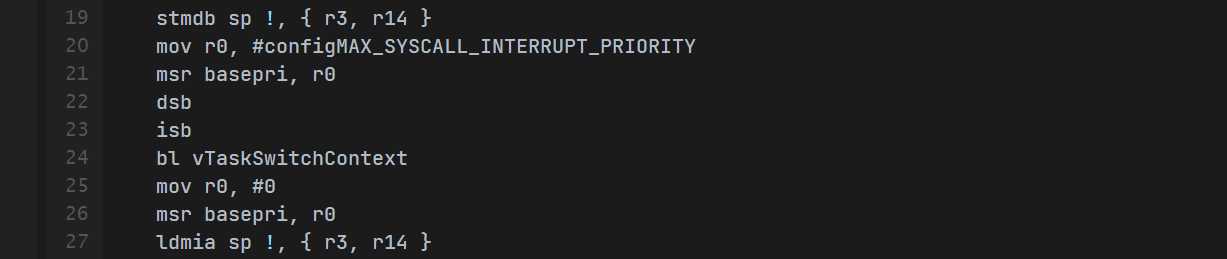 19 stmdb sp !, { r3, r14 }
20 mov r0, #configMAX_SYSCALL_INTERRUPT_PRIORITY
21 msr basepri, r0
22 dsb
23 isb
24 bl vTaskSwitchContext
25 mov r0, #0
26 msr basepri, r0
27 ldmia sp !, { r3, r14 }